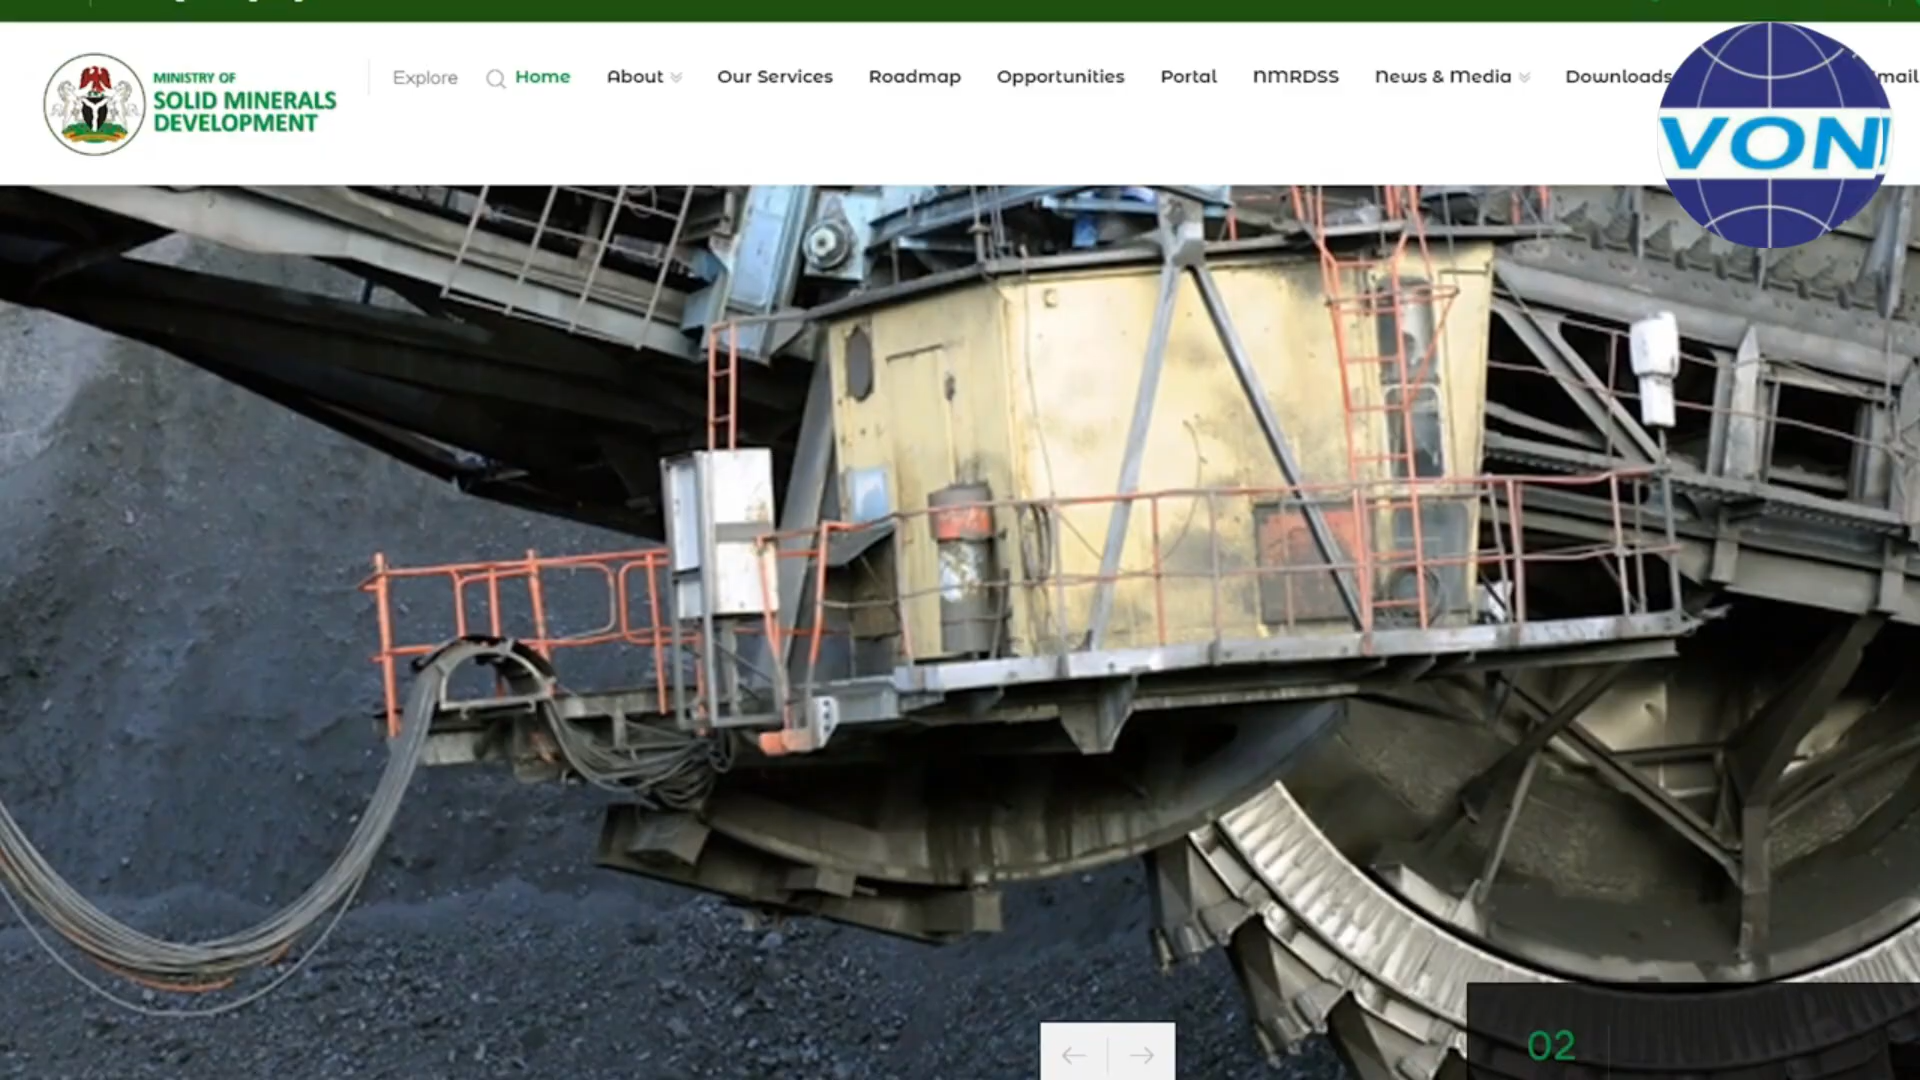 MINISTRY OF
SOLID MINERALS
DEVELOPMENT
Explore Home About Our Services Roadmap Opportunities Portal NMRDSS News & Media Downloads mail
VON
02